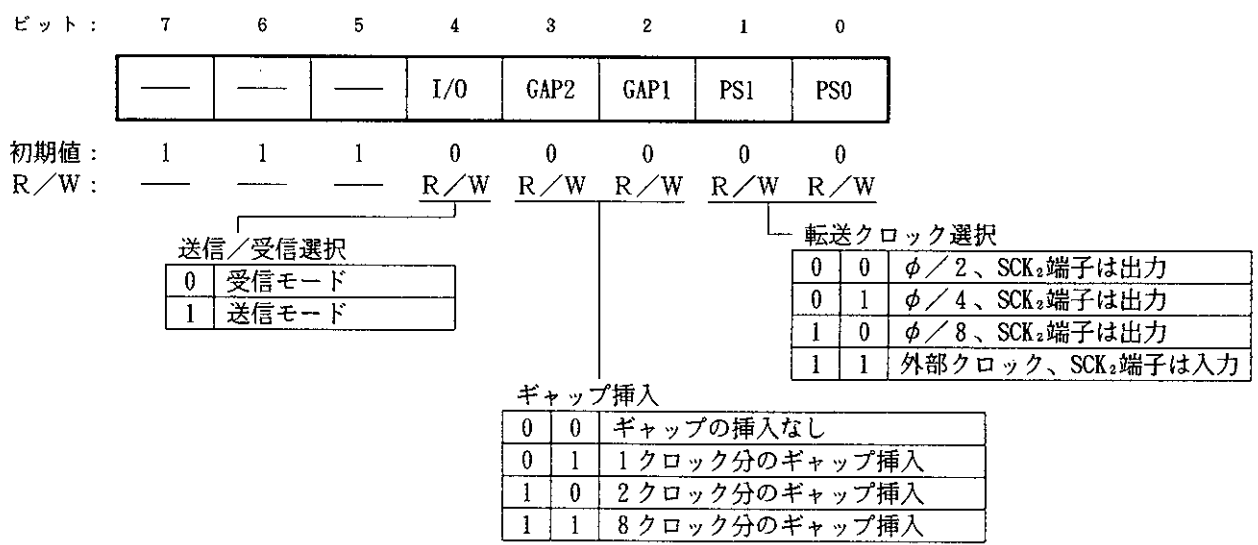 ビット： 7 6 5 4 3 2 1 0
— — — I/O GAP2 GAP1 PS1 PS0
初期値： 1 1 1 0 0 0 0 0
R／W： — — — R／W R／W R／W R／W R／W
送信／受信選択
0 受信モード
1 送信モード
転送クロック選択
0 0 φ／2、SCK₂端子は出力
0 1 φ／4、SCK₂端子は出力
1 0 φ／8、SCK₂端子は出力
1 1 外部クロック、SCK₂端子は入力
ギャップ挿入
0 0 ギャップの挿入なし
0 1 1クロック分のギャップ挿入
1 0 2クロック分のギャップ挿入
1 1 8クロック分のギャップ挿入